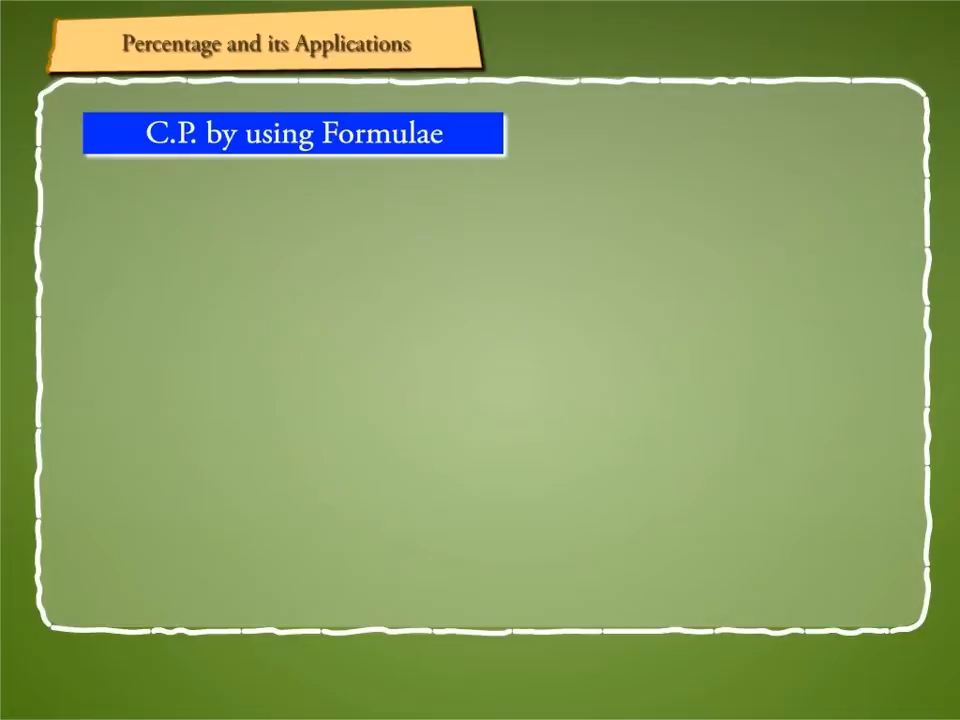 Percentage and its Applications
C.P. by using Formulae